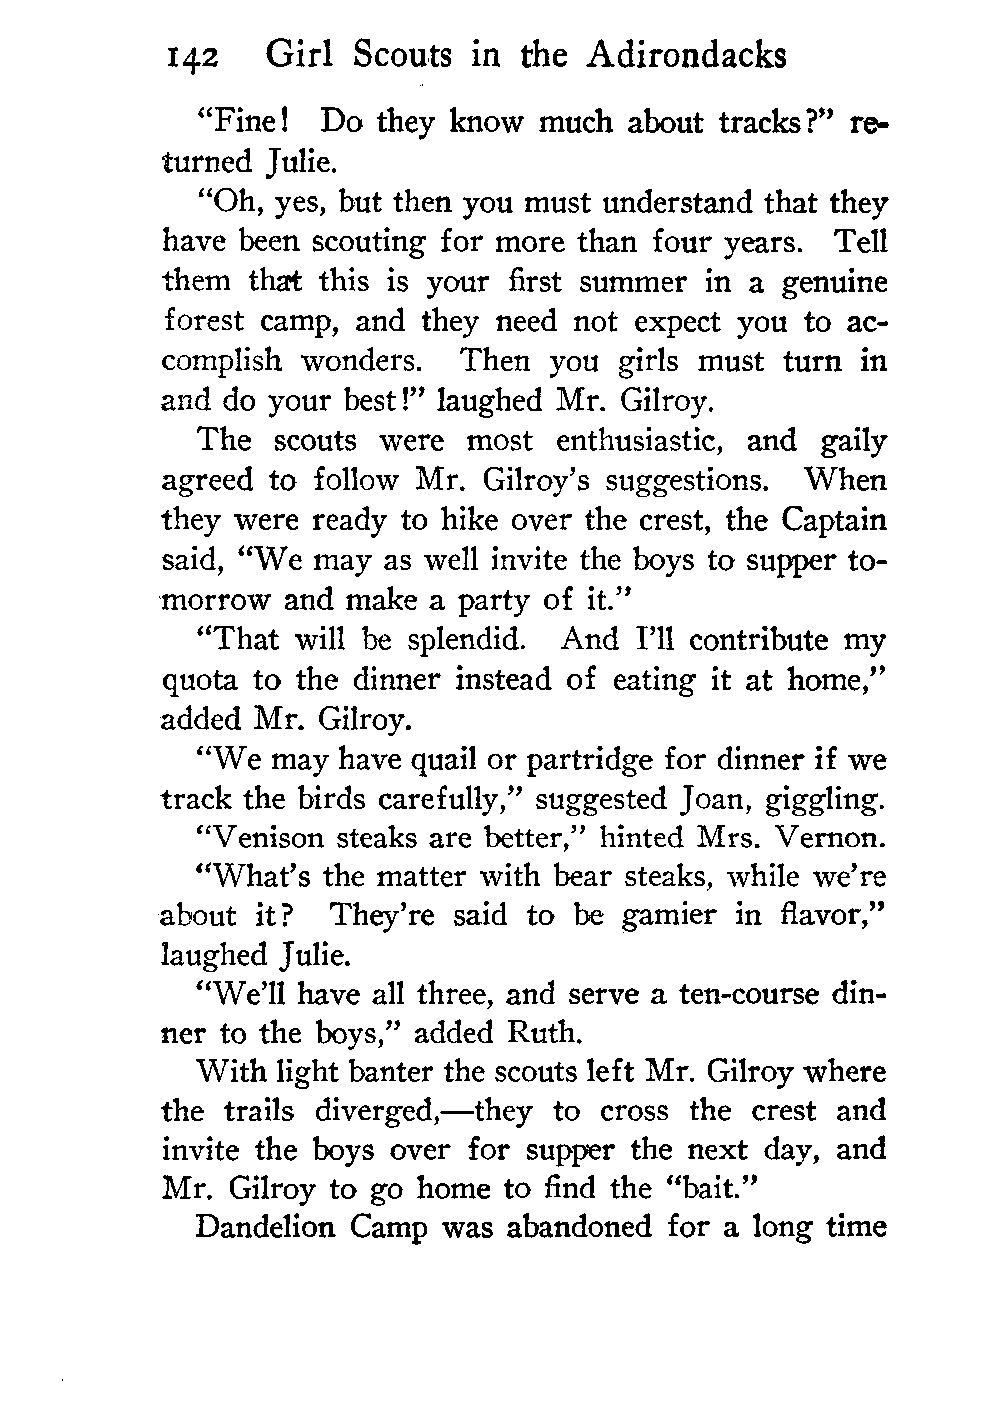 142 Girl Scouts in the Adirondacks
“Fine! Do they know much about tracks?” re-
turned Julie.
“Oh, yes, but then you must understand that they
have been scouting for more than four years. Tell
them that this is your first summer in a genuine
forest camp, and they need not expect you to ac-
complish wonders. Then you girls must turn in
and do your best!” laughed Mr. Gilroy.
The scouts were most enthusiastic, and gaily
agreed to follow Mr. Gilroy’s suggestions. When
they were ready to hike over the crest, the Captain
said, “We may as well invite the boys to supper to-
morrow and make a party of it.”
“That will be splendid. And I’ll contribute my
quota to the dinner instead of eating it at home,”
added Mr. Gilroy.
“We may have quail or partridge for dinner if we
track the birds carefully,” suggested Joan, giggling.
“Venison steaks are better,” hinted Mrs. Vernon.
“What’s the matter with bear steaks, while we’re
about it? They’re said to be gamier in flavor,”
laughed Julie.
“We’ll have all three, and serve a ten-course din-
ner to the boys,” added Ruth.
With light banter the scouts left Mr. Gilroy where
the trails diverged,—they to cross the crest and
invite the boys over for supper the next day, and
Mr. Gilroy to go home to find the “bait.”
Dandelion Camp was abandoned for a long time